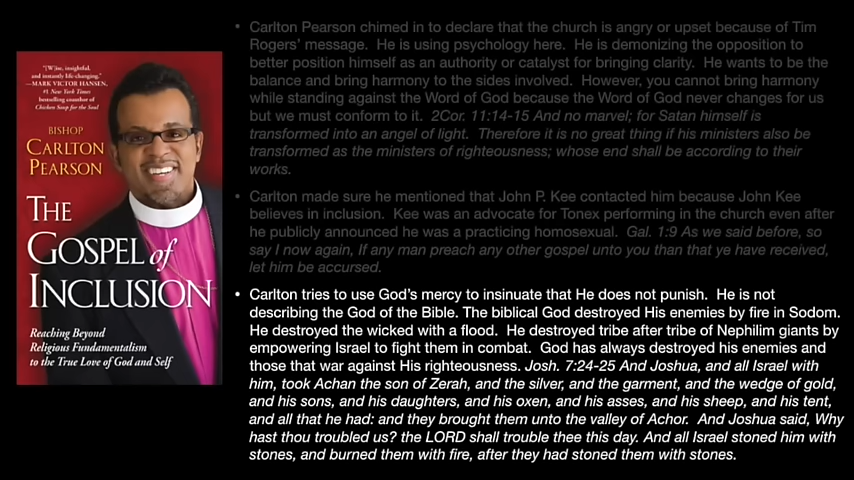 "[W]ise, insightful,
and instantly life-changing."
—MARK VICTOR HANSEN,
#1 New York Times
bestselling coauthor of
Chicken Soup for the Soul
BISHOP
CARLTON
PEARSON
THE
GOSPEL of
INCLUSION
Reaching Beyond
Religious Fundamentalism
to the True Love of God and Self
• Carlton Pearson chimed in to declare that the church is angry or upset because of Tim
Rogers' message.  He is using psychology here.  He is demonizing the opposition to
better position himself as an authority or catalyst for bringing clarity.  He wants to be the
balance and bring harmony to the sides involved.  However, you cannot bring harmony
while standing against the Word of God because the Word of God never changes for us
but we must conform to it.  2Cor. 11:14-15 And no marvel; for Satan himself is
transformed into an angel of light.  Therefore it is no great thing if his ministers also be
transformed as the ministers of righteousness; whose end shall be according to their
works.
• Carlton made sure he mentioned that John P. Kee contacted him because John Kee
believes in inclusion.  Kee was an advocate for Tonex performing in the church even after
he publicly announced he was a practicing homosexual.  Gal. 1:9 As we said before, so
say I now again, If any man preach any other gospel unto you than that ye have received,
let him be accursed.
• Carlton tries to use God's mercy to insinuate that He does not punish.  He is not
describing the God of the Bible. The biblical God destroyed His enemies by fire in Sodom.
He destroyed the wicked with a flood.  He destroyed tribe after tribe of Nephilim giants by
empowering Israel to fight them in combat.  God has always destroyed his enemies and
those that war against His righteousness. Josh. 7:24-25 And Joshua, and all Israel with
him, took Achan the son of Zerah, and the silver, and the garment, and the wedge of gold,
and his sons, and his daughters, and his oxen, and his asses, and his sheep, and his tent,
and all that he had: and they brought them unto the valley of Achor.  And Joshua said, Why
hast thou troubled us? the LORD shall trouble thee this day. And all Israel stoned him with
stones, and burned them with fire, after they had stoned them with stones.